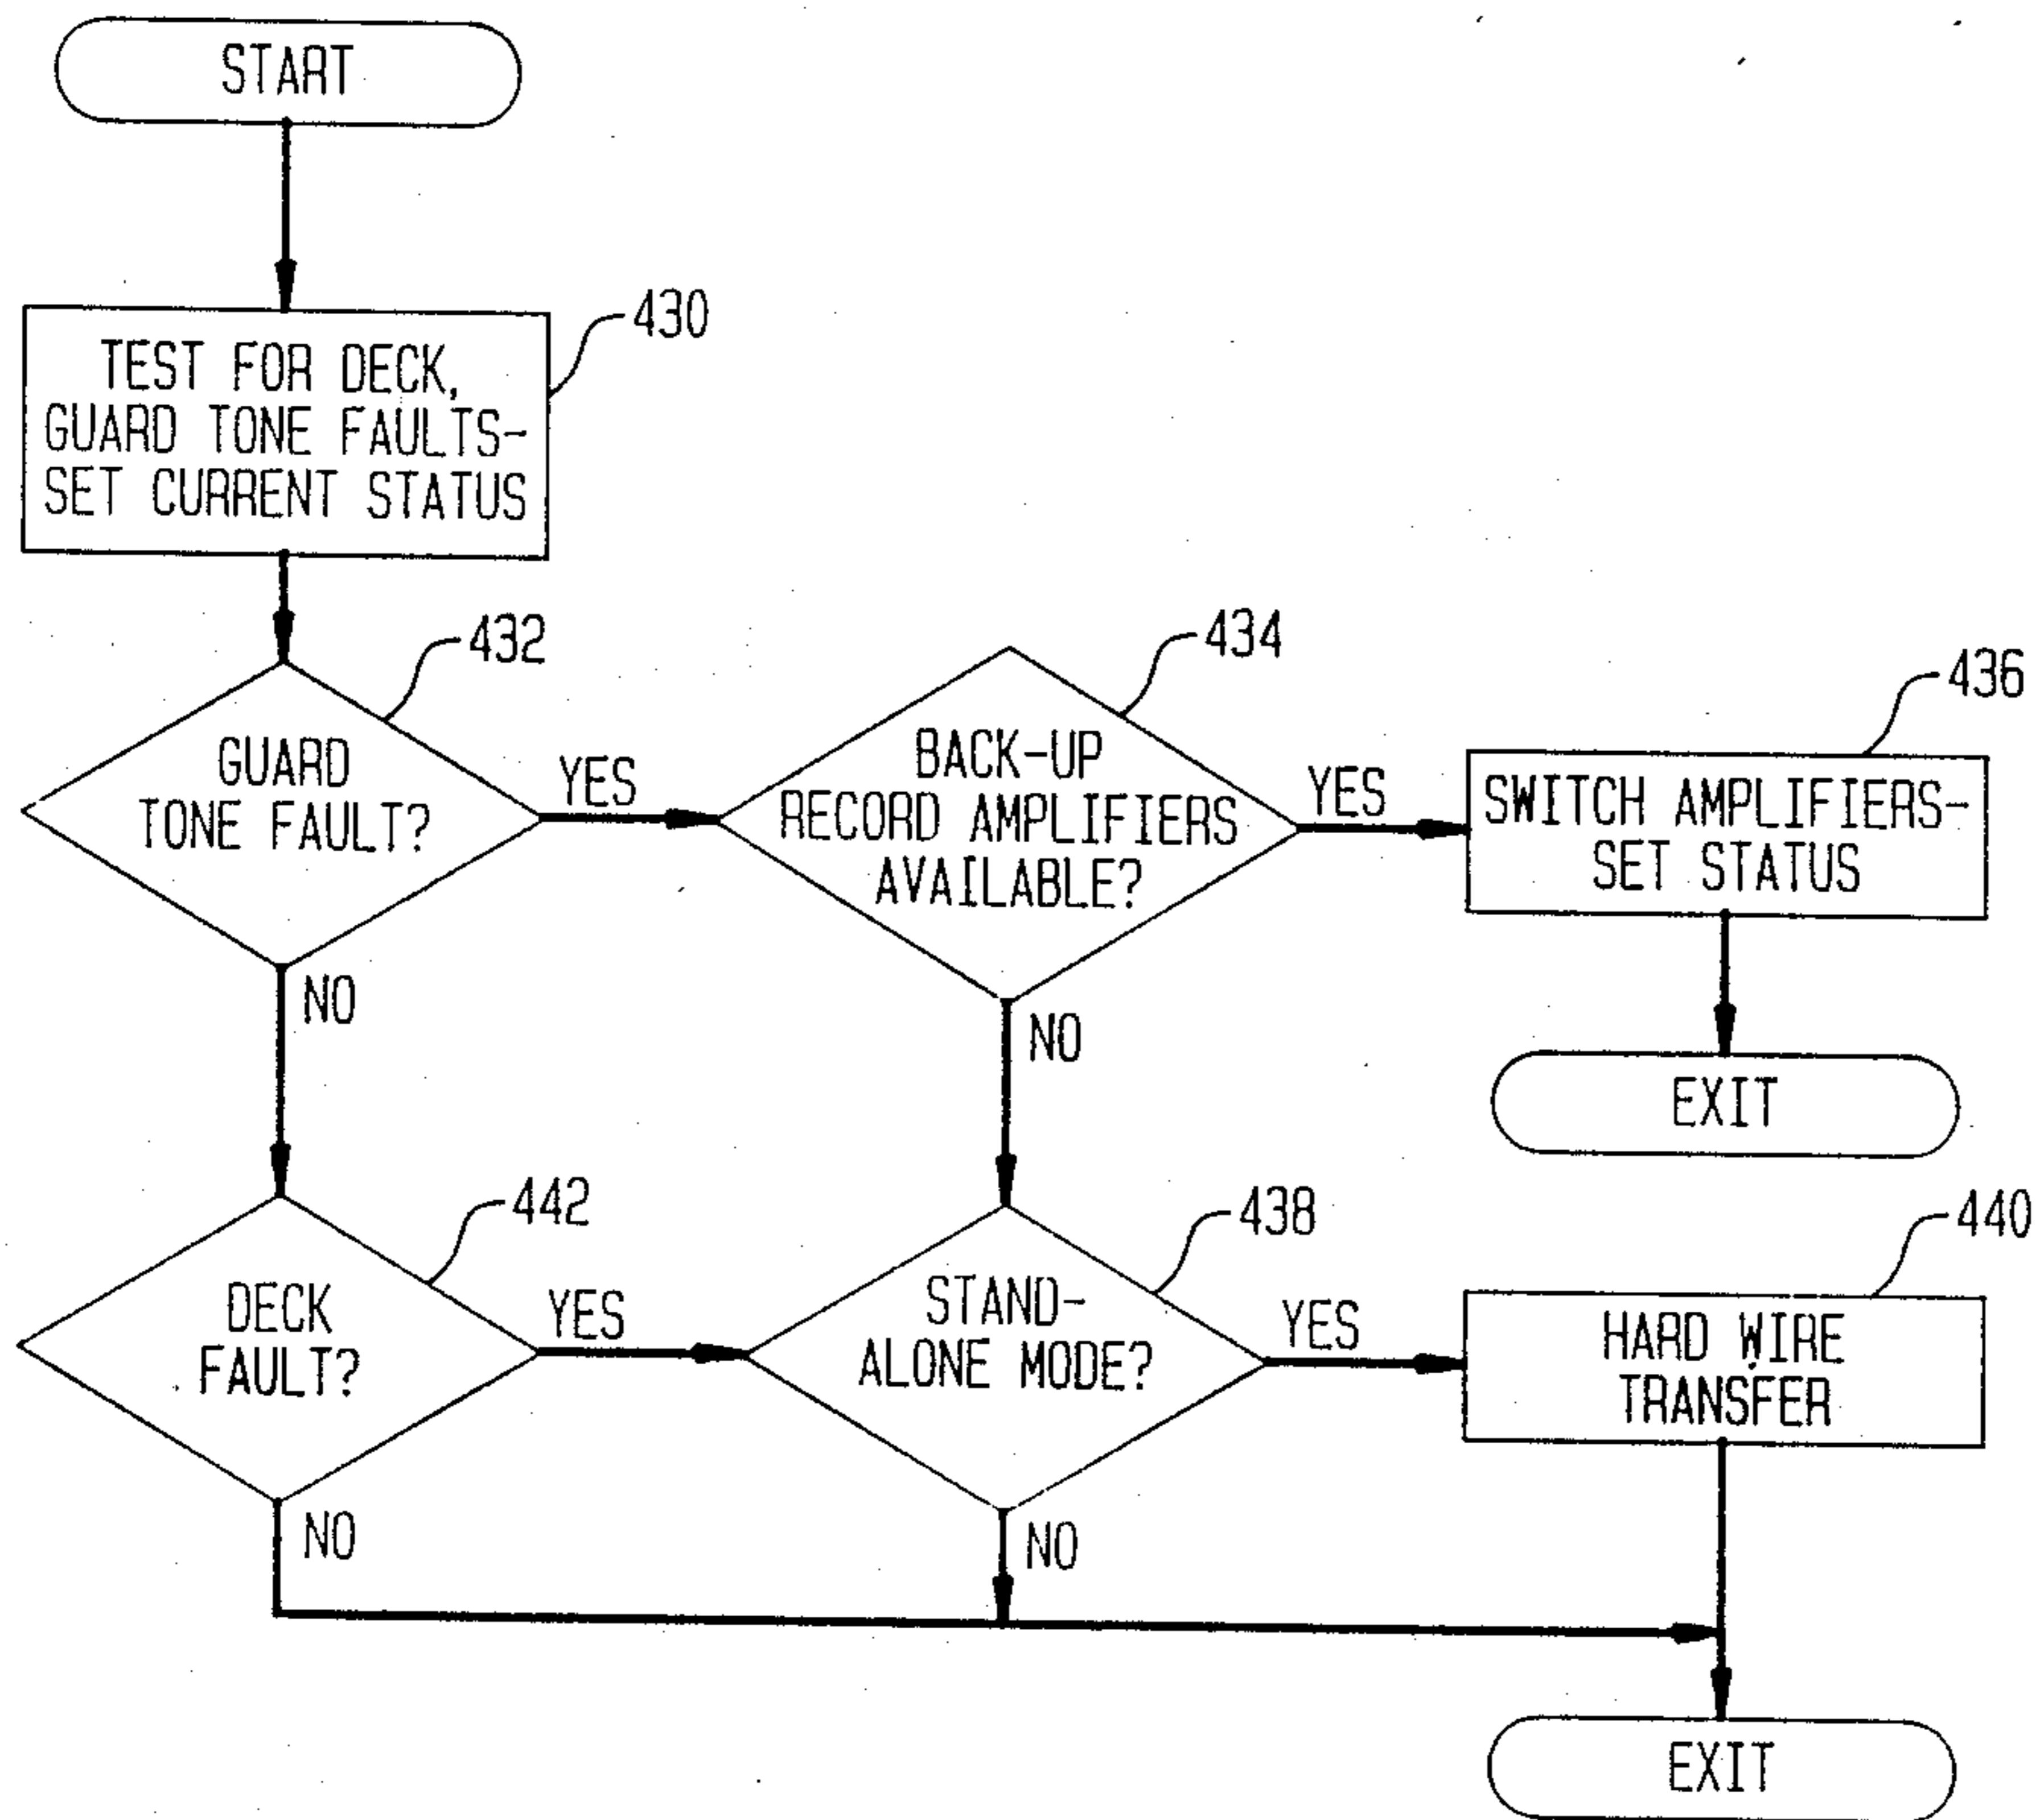 START
430
TEST FOR DECK,
GUARD TONE FAULTS-
SET CURRENT STATUS
432
GUARD
TONE FAULT?
YES
NO
434
BACK-UP
RECORD AMPLIFIERS
AVAILABLE?
YES
NO
436
SWITCH AMPLIFIERS-
SET STATUS
EXIT
442
DECK
FAULT?
YES
NO
438
STAND-
ALONE MODE?
YES
NO
440
HARD WIRE
TRANSFER
EXIT